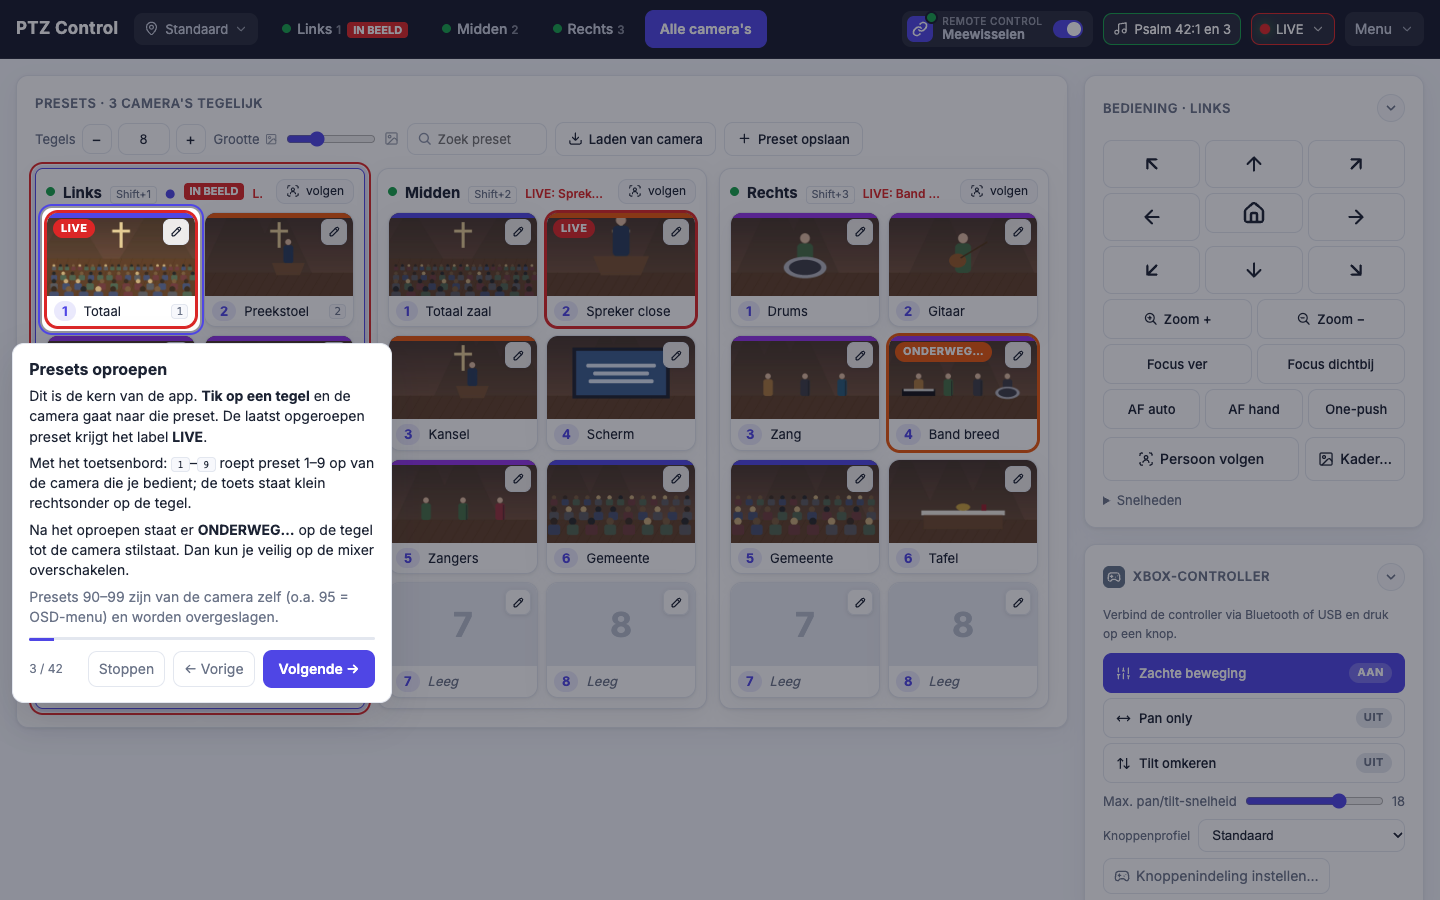 PTZ Control
Standaard
Links 1 IN BEELD
Midden 2
Rechts 3
Alle camera's
REMOTE CONTROL
Meewisselen
Psalm 42:1 en 3
LIVE
Menu
PRESETS · 3 CAMERA'S TEGELIJK
Tegels − 8 + Grootte
Zoek preset
Laden van camera
+ Preset opslaan
Links Shift+1 IN BEELD L. volgen
LIVE
1 Totaal 1
2 Preekstoel 2
Midden Shift+2 LIVE: Sprek... volgen
1 Totaal zaal
LIVE
2 Spreker close
3 Kansel
4 Scherm
5 Zangers
6 Gemeente
7
7 Leeg
8
8 Leeg
Rechts Shift+3 LIVE: Band ... volgen
1 Drums
2 Gitaar
3 Zang
ONDERWEG...
4 Band breed
5 Gemeente
6 Tafel
7
7 Leeg
8
8 Leeg
Presets oproepen
Dit is de kern van de app. Tik op een tegel en de
camera gaat naar die preset. De laatst opgeroepen
preset krijgt het label LIVE.
Met het toetsenbord: 1–9 roept preset 1–9 op van
de camera die je bedient; de toets staat klein
rechtsonder op de tegel.
Na het oproepen staat er ONDERWEG... op de tegel
tot de camera stilstaat. Dan kun je veilig op de mixer
overschakelen.
Presets 90–99 zijn van de camera zelf (o.a. 95 =
OSD-menu) en worden overgeslagen.
3 / 42
Stoppen
← Vorige
Volgende →
BEDIENING · LINKS
Zoom +
Zoom −
Focus ver
Focus dichtbij
AF auto
AF hand
One-push
Persoon volgen
Kader...
Snelheden
XBOX-CONTROLLER
Verbind de controller via Bluetooth of USB en druk
op een knop.
Zachte beweging AAN
Pan only UIT
Tilt omkeren UIT
Max. pan/tilt-snelheid 18
Knoppenprofiel Standaard
Knoppenindeling instellen...